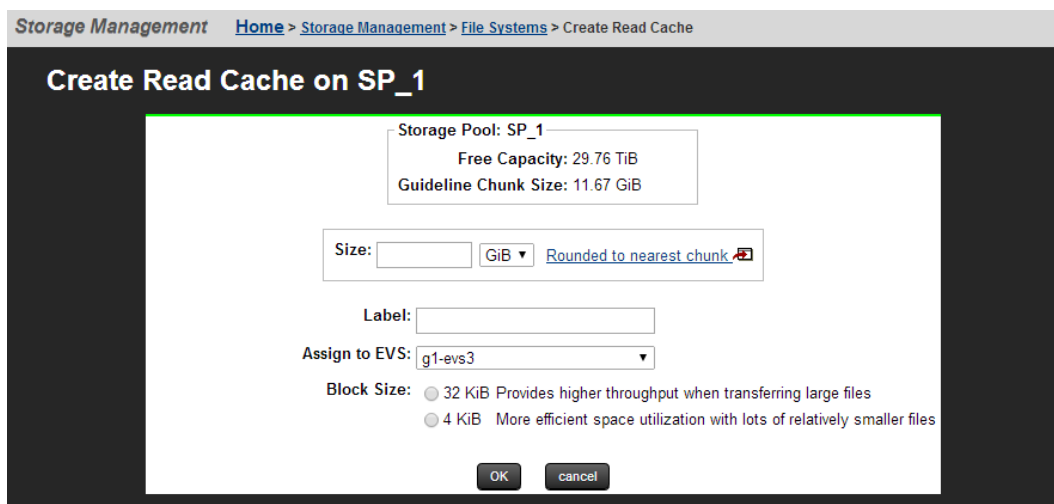 Storage Management Home > Storage Management > File Systems > Create Read Cache
Create Read Cache on SP_1
Storage Pool: SP_1
Free Capacity: 29.76 TiB
Guideline Chunk Size: 11.67 GiB
Size: GiB Rounded to nearest chunk
Label:
Assign to EVS: g1-evs3
Block Size: 32 KiB Provides higher throughput when transferring large files
4 KiB More efficient space utilization with lots of relatively smaller files
OK cancel